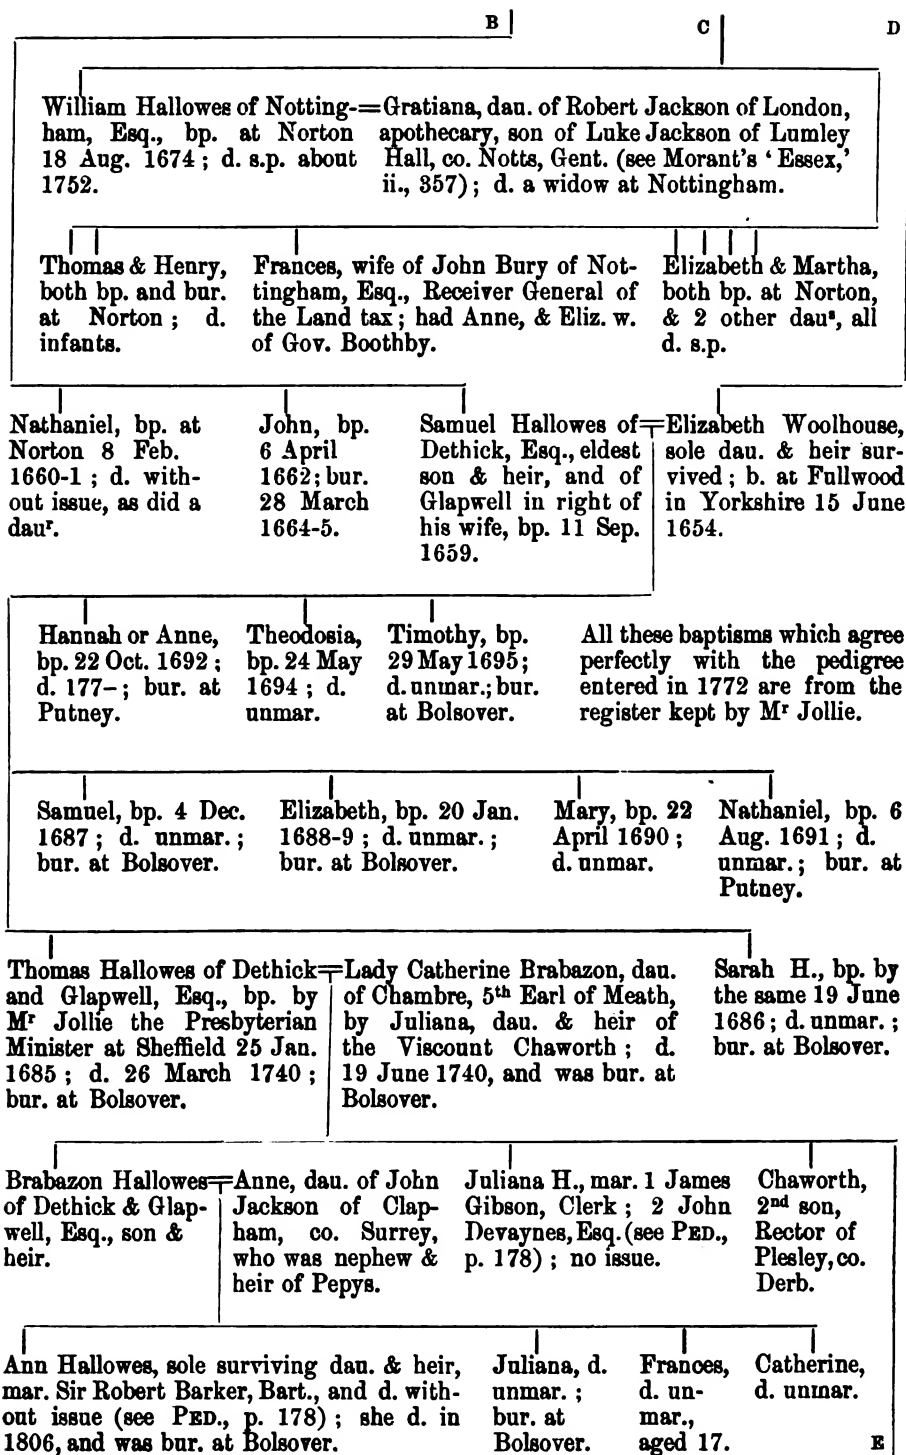 B C D
William Hallowes of Notting-=Gratiana, dau. of Robert Jackson of London,
ham, Esq., bp. at Norton apothecary, son of Luke Jackson of Lumley
18 Aug. 1674 ; d. s.p. about Hall, co. Notts, Gent. (see Morant's ‘ Essex,’
1752. ii., 357) ; d. a widow at Nottingham.
Thomas & Henry,
both bp. and bur.
at Norton ; d.
infants.
Frances, wife of John Bury of Not-
tingham, Esq., Receiver General of
the Land tax ; had Anne, & Eliz. w.
of Gov. Boothby.
Elizabeth & Martha,
both bp. at Norton,
& 2 other dauˢ, all
d. s.p.
Nathaniel, bp. at
Norton 8 Feb.
1660-1 ; d. with-
out issue, as did a
dauʳ.
John, bp.
6 April
1662; bur.
28 March
1664-5.
Samuel Hallowes of=
Dethick, Esq., eldest
son & heir, and of
Glapwell in right of
his wife, bp. 11 Sep.
1659.
Elizabeth Woolhouse,
sole dau. & heir sur-
vived ; b. at Fullwood
in Yorkshire 15 June
1654.
Hannah or Anne,
bp. 22 Oct. 1692 ;
d. 177– ; bur. at
Putney.
Theodosia,
bp. 24 May
1694 ; d.
unmar.
Timothy, bp.
29 May 1695;
d. unmar.; bur.
at Bolsover.
All these baptisms which agree
perfectly with the pedigree
entered in 1772 are from the
register kept by Mʳ Jollie.
Samuel, bp. 4 Dec.
1687 ; d. unmar. ;
bur. at Bolsover.
Elizabeth, bp. 20 Jan.
1688-9 ; d. unmar. ;
bur. at Bolsover.
Mary, bp. 22
April 1690 ;
d. unmar.
Nathaniel, bp. 6
Aug. 1691 ; d.
unmar. ; bur. at
Putney.
Thomas Hallowes of Dethick=
and Glapwell, Esq., bp. by
Mʳ Jollie the Presbyterian
Minister at Sheffield 25 Jan.
1685 ; d. 26 March 1740 ;
bur. at Bolsover.
Lady Catherine Brabazon, dau.
of Chambre, 5ᵗʰ Earl of Meath,
by Juliana, dau. & heir of
the Viscount Chaworth ; d.
19 June 1740, and was bur. at
Bolsover.
Sarah H., bp. by
the same 19 June
1686 ; d. unmar. ;
bur. at Bolsover.
Brabazon Hallowes=
of Dethick & Glap-
well, Esq., son &
heir.
Anne, dau. of John
Jackson of Clap-
ham, co. Surrey,
who was nephew &
heir of Pepys.
Juliana H., mar. 1 James
Gibson, Clerk ; 2 John
Devaynes, Esq. (see PED.,
p. 178) ; no issue.
Chaworth,
2ⁿᵈ son,
Rector of
Plesley, co.
Derb.
Ann Hallowes, sole surviving dau. & heir,
mar. Sir Robert Barker, Bart., and d. with-
out issue (see PED., p. 178) ; she d. in
1806, and was bur. at Bolsover.
Juliana, d.
unmar. ;
bur. at
Bolsover.
Frances,
d. un-
mar.,
aged 17.
Catherine,
d. unmar.
E